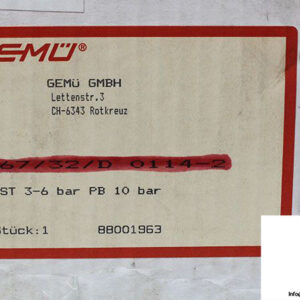 GEMÜ®
GEMü GMBH
Lettenstr.3
CH-6343 Rotkreuz
67/32/D 0114-2
ST 3-6 bar PB 10 bar
Stück:1 88001963